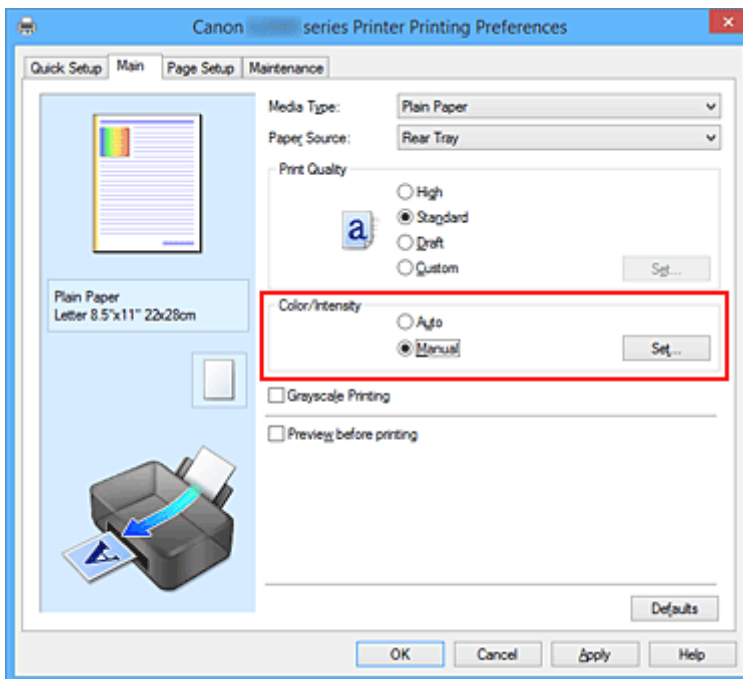 Canon series Printer Printing Preferences
Quick Setup Main Page Setup Maintenance
Media Type: Plain Paper
Paper Source: Rear Tray
Print Quality
High
a Standard
Draft
Custom Set...
Plain Paper
Letter 8.5"x11" 22x28cm
Color/Intensity
Auto
Manual Set...
Grayscale Printing
Preview before printing
A
Defaults
OK Cancel Apply Help